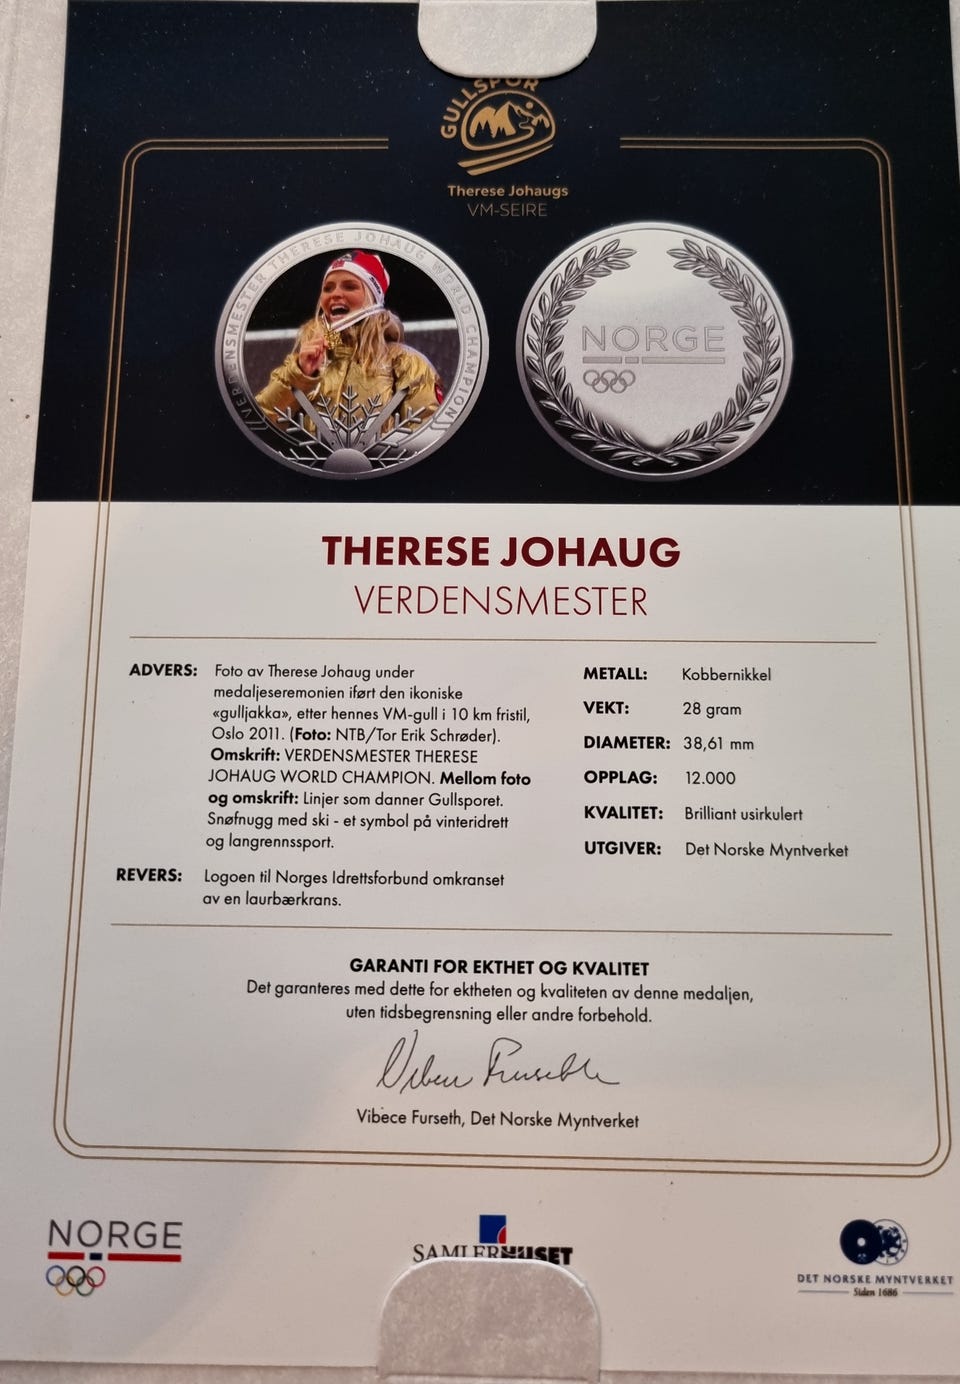 GULLSPOR
Therese Johaugs
VM-SEIRE
VERDENSMESTER THERESE JOHAUG WORLD CHAMPION
NORGE
THERESE JOHAUG
VERDENSMESTER
ADVERS: Foto av Therese Johaug under
medaljeseremonien iført den ikoniske
«gulljakka», etter hennes VM-gull i 10 km fristil,
Oslo 2011. (Foto: NTB/Tor Erik Schrøder).
Omskrift: VERDENSMESTER THERESE
JOHAUG WORLD CHAMPION. Mellom foto
og omskrift: Linjer som danner Gullsporet.
Snøfnugg med ski - et symbol på vinteridrett
og langrennssport.
REVERS: Logoen til Norges Idrettsforbund omkranset
av en laurbærkrans.
METALL: Kobbernikkel
VEKT: 28 gram
DIAMETER: 38,61 mm
OPPLAG: 12.000
KVALITET: Brilliant usirkulert
UTGIVER: Det Norske Myntverket
GARANTI FOR EKTHET OG KVALITET
Det garanteres med dette for ektheten og kvaliteten av denne medaljen,
uten tidsbegrensning eller andre forbehold.
Vibece Furseth
Vibece Furseth, Det Norske Myntverket
NORGE
SAMLERHUSET
DET NORSKE MYNTVERKET
Siden 1686